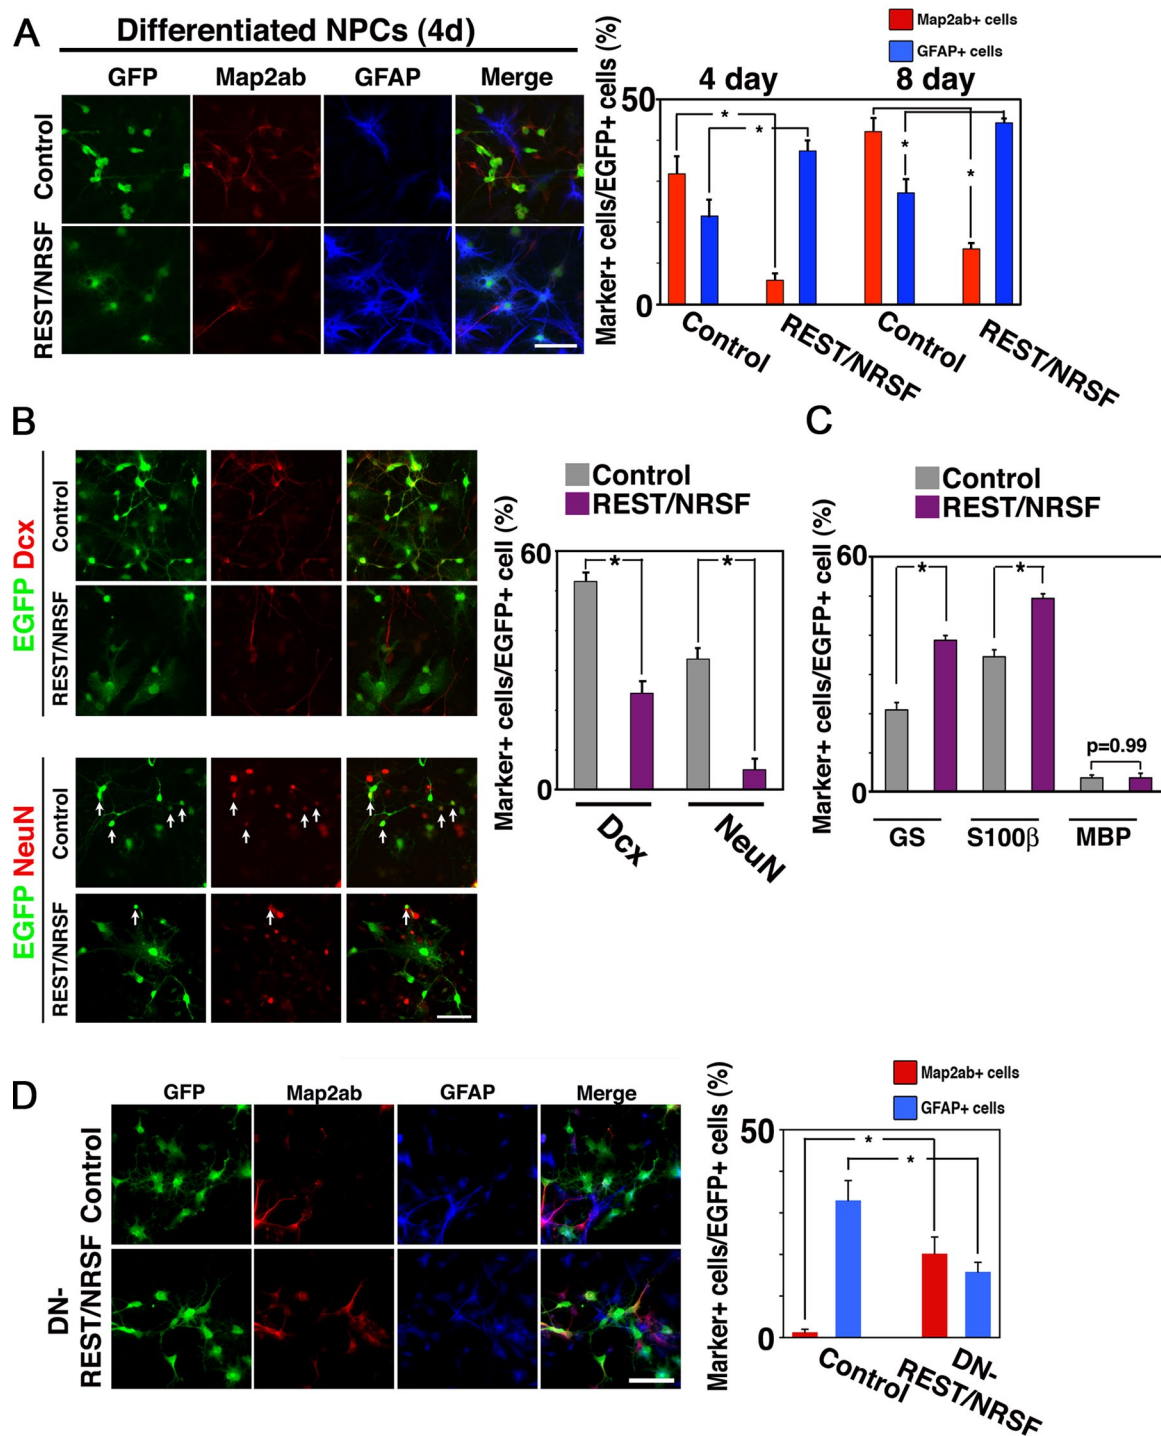 A
Differentiated NPCs (4d)
GFP Map2ab GFAP Merge
Control
REST/NRSF
Map2ab+ cells
GFAP+ cells
4 day 8 day
Marker+ cells/EGFP+ cells (%)
50
* * * *
0
Control REST/NRSF Control REST/NRSF
B
EGFP Dcx
Control
REST/NRSF
EGFP NeuN
Control
REST/NRSF
Control
REST/NRSF
Marker+ cells/EGFP+ cell (%)
60
* *
0
Dcx NeuN
C
Control
REST/NRSF
Marker+ cells/EGFP+ cell (%)
60
* *
p=0.99
0
GS S100β MBP
D
GFP Map2ab GFAP Merge
Control
DN-
REST/NRSF
Map2ab+ cells
GFAP+ cells
Marker+ cells/EGFP+ cells (%)
50
*
*
0
Control DN-
REST/NRSF